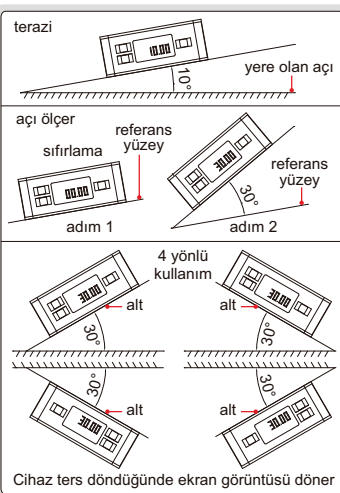 terazi
10.00
10°
yere olan açı
açı ölçer
sıfırlama
referans
yüzey
00.00
adım 1
30.00
30°
referans
yüzey
adım 2
4 yönlü
kullanım
30.00
alt
30°
30.00
alt
30°
30°
alt
30.00
30°
alt
30.00
Cihaz ters döndüğünde ekran görüntüsü döner